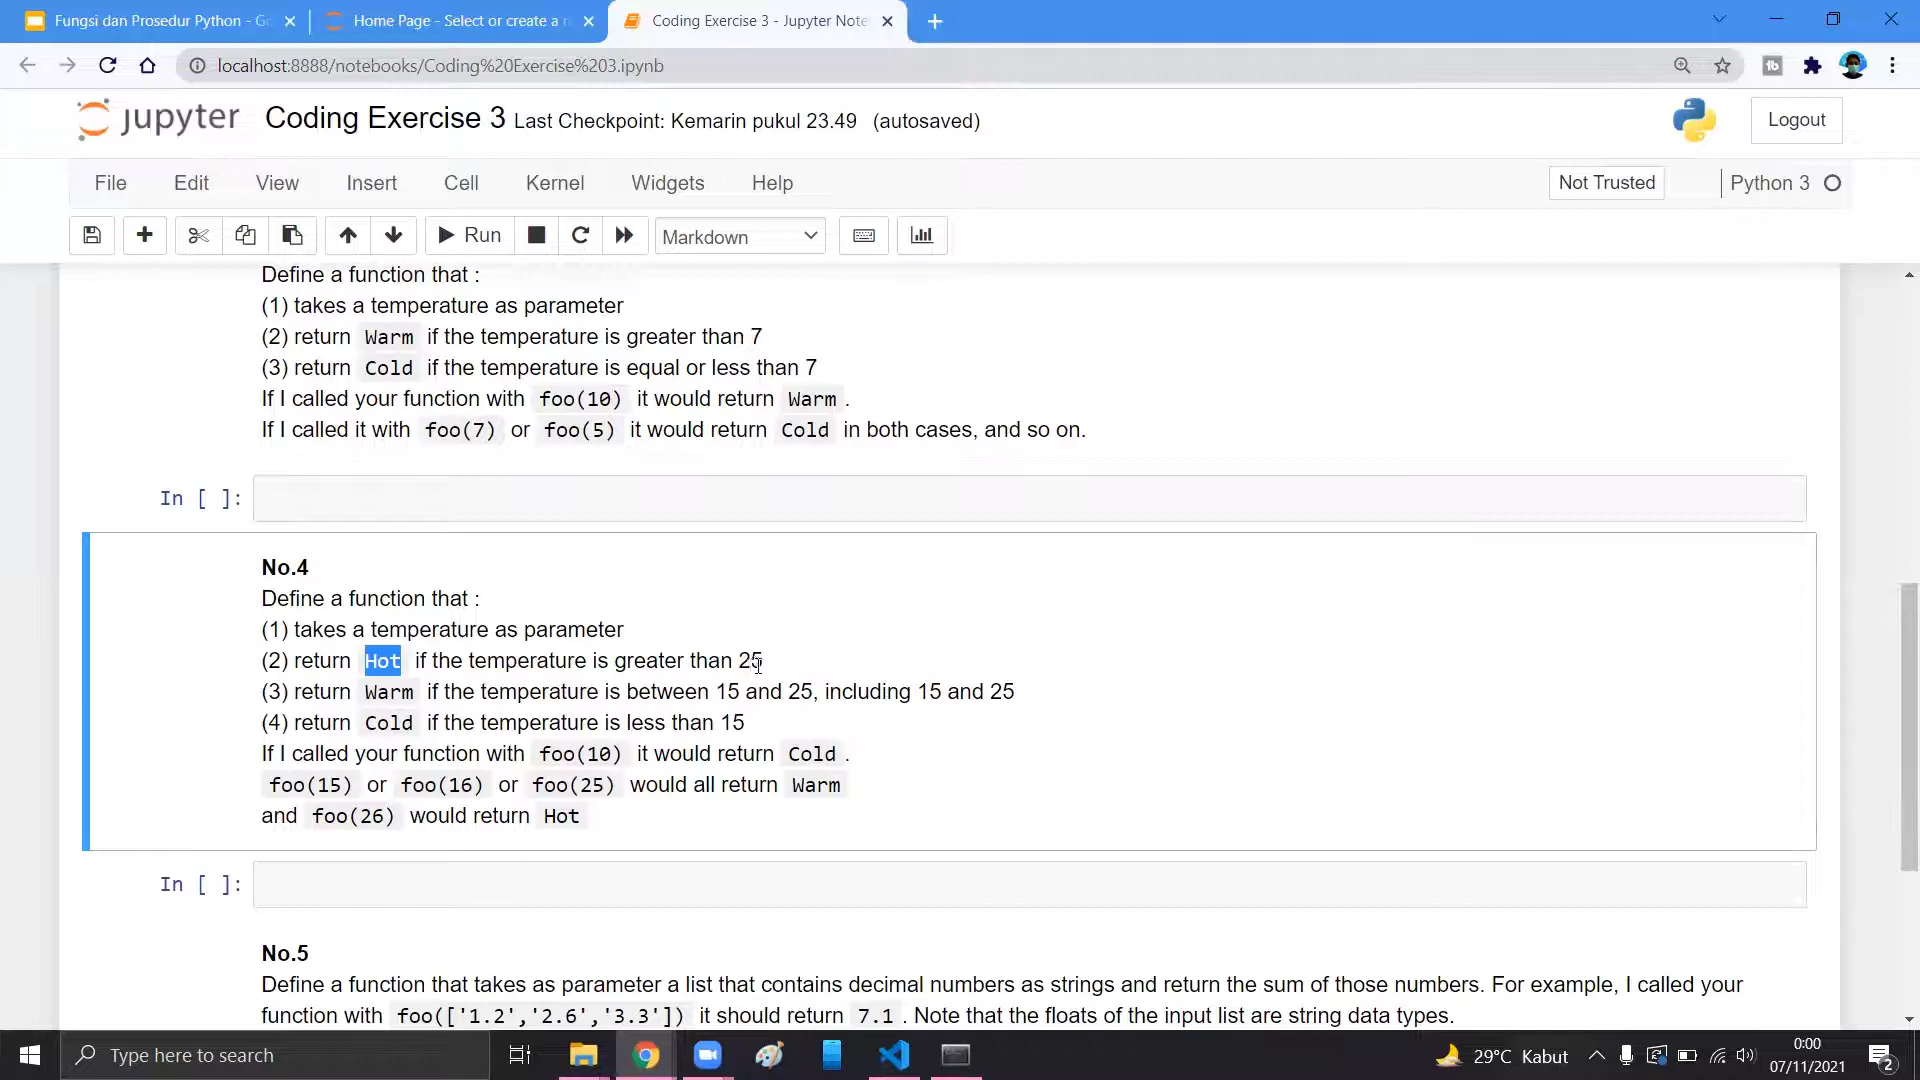 Fungsi dan Prosedur Python - Go
Home Page - Select or create a n
Coding Exercise 3 - Jupyter Note
localhost:8888/notebooks/Coding%20Exercise%203.ipynb
jupyter Coding Exercise 3 Last Checkpoint: Kemarin pukul 23.49 (autosaved)
Logout
File Edit View Insert Cell Kernel Widgets Help
Not Trusted
Python 3
Run
Markdown
Define a function that :
(1) takes a temperature as parameter
(2) return Warm if the temperature is greater than 7
(3) return Cold if the temperature is equal or less than 7
If I called your function with foo(10) it would return Warm .
If I called it with foo(7) or foo(5) it would return Cold in both cases, and so on.
In [ ]:
No.4
Define a function that :
(1) takes a temperature as parameter
(2) return Hot if the temperature is greater than 25
(3) return Warm if the temperature is between 15 and 25, including 15 and 25
(4) return Cold if the temperature is less than 15
If I called your function with foo(10) it would return Cold .
foo(15) or foo(16) or foo(25) would all return Warm
and foo(26) would return Hot
In [ ]:
No.5
Define a function that takes as parameter a list that contains decimal numbers as strings and return the sum of those numbers. For example, I called your
function with foo(['1.2','2.6','3.3']) it should return 7.1 . Note that the floats of the input list are string data types.
Type here to search
29°C Kabut
0:00
07/11/2021
2